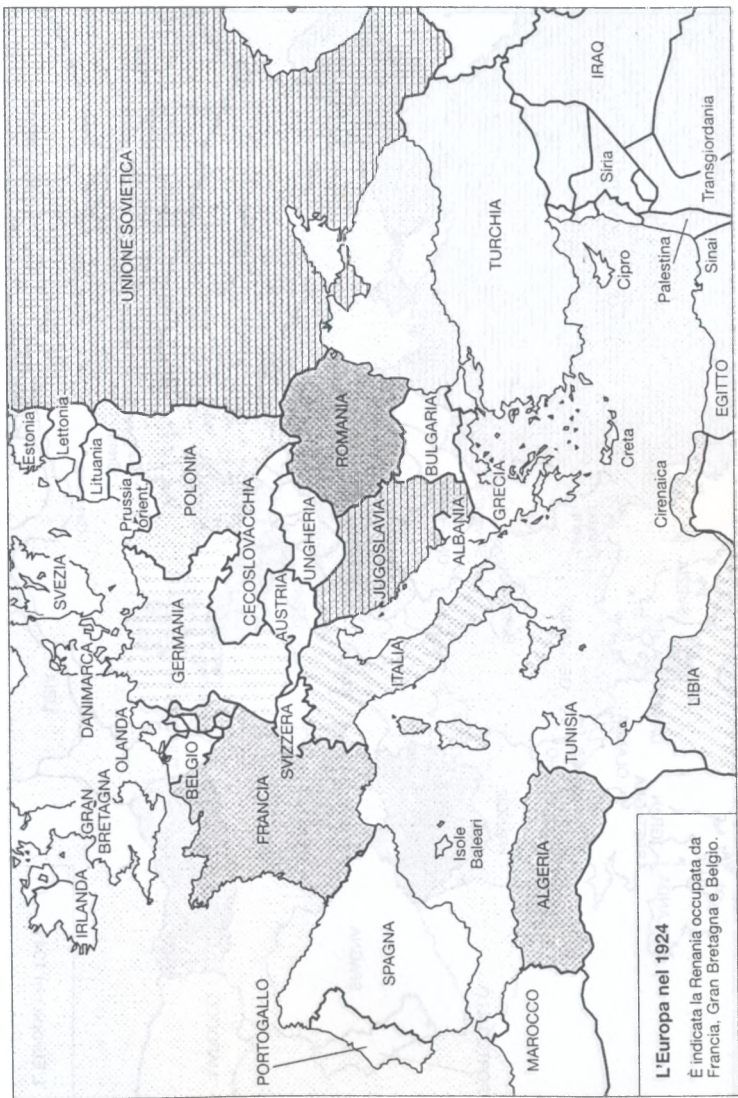 IRLANDA
GRAN
BRETAGNA
DANIMARCA
SVEZIA
Estonia
Lettonia
Lituania
Prussia
orient.
OLANDA
BELGIO
GERMANIA
POLONIA
UNIONE SOVIETICA
FRANCIA
SVIZZERA
CECOSLOVACCHIA
AUSTRIA
UNGHERIA
ROMANIA
JUGOSLAVIA
BULGARIA
ITALIA
ALBANIA
GRECIA
TURCHIA
PORTOGALLO
SPAGNA
Isole
Baleari
Creta
Cipro
Siria
IRAQ
MAROCCO
ALGERIA
TUNISIA
LIBIA
Cirenaica
EGITTO
Palestina
Sinai
Transgiordania
L'Europa nel 1924
È indicata la Renania occupata da
Francia, Gran Bretagna e Belgio.